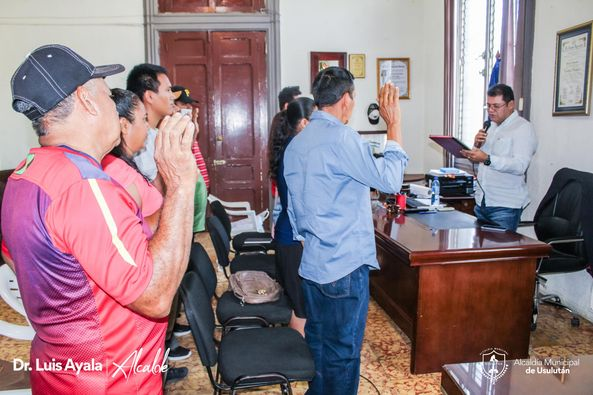 Dr. Luis Ayala
Alcalde
Alcaldía Municipal
de Usulután